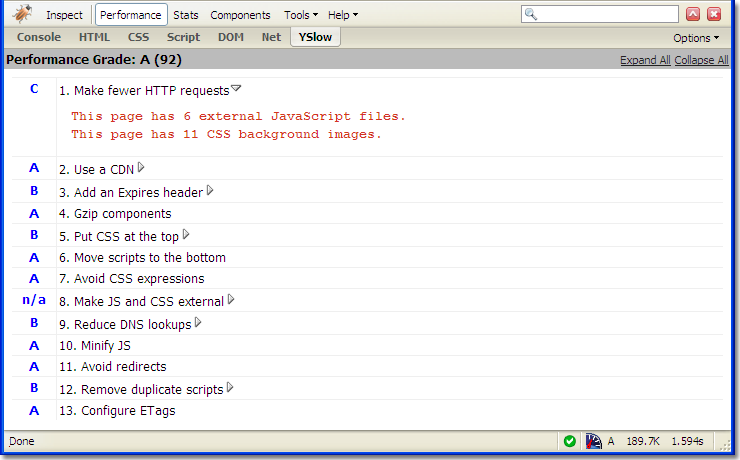 Inspect Performance Stats Components Tools Help
Console HTML CSS Script DOM Net YSlow Options
Performance Grade: A (92) Expand All Collapse All
C 1. Make fewer HTTP requests
This page has 6 external JavaScript files.
This page has 11 CSS background images.
A 2. Use a CDN
B 3. Add an Expires header
A 4. Gzip components
B 5. Put CSS at the top
A 6. Move scripts to the bottom
A 7. Avoid CSS expressions
n/a 8. Make JS and CSS external
B 9. Reduce DNS lookups
A 10. Minify JS
A 11. Avoid redirects
B 12. Remove duplicate scripts
A 13. Configure ETags
Done A 189.7K 1.594s